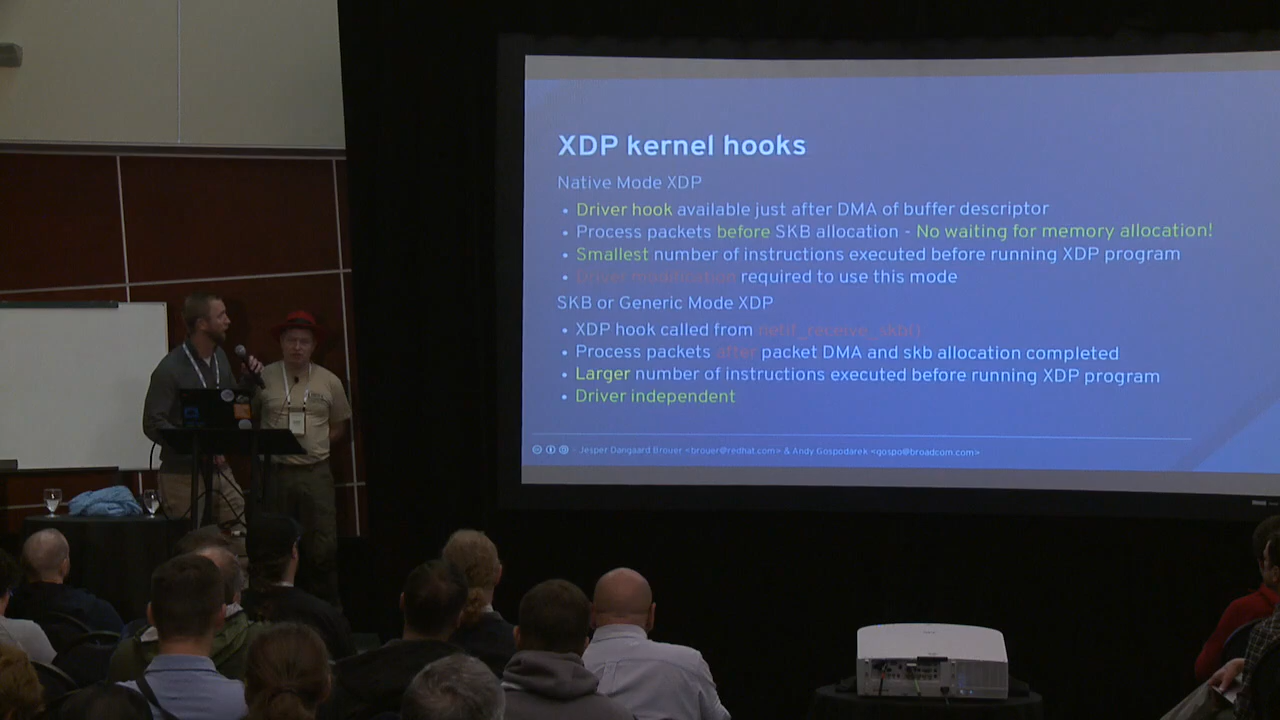 XDP kernel hooks
Native Mode XDP
• Driver hook available just after DMA of buffer descriptor
• Process packets before SKB allocation - No waiting for memory allocation!
• Smallest number of instructions executed before running XDP program
• Driver modification required to use this mode
SKB or Generic Mode XDP
• XDP hook called from netif_receive_skb()
• Process packets after packet DMA and skb allocation completed
• Larger number of instructions executed before running XDP program
• Driver independent
Jesper Dangaard Brouer <brouer@redhat.com> & Andy Gospodarek <gospo@broadcom.com>